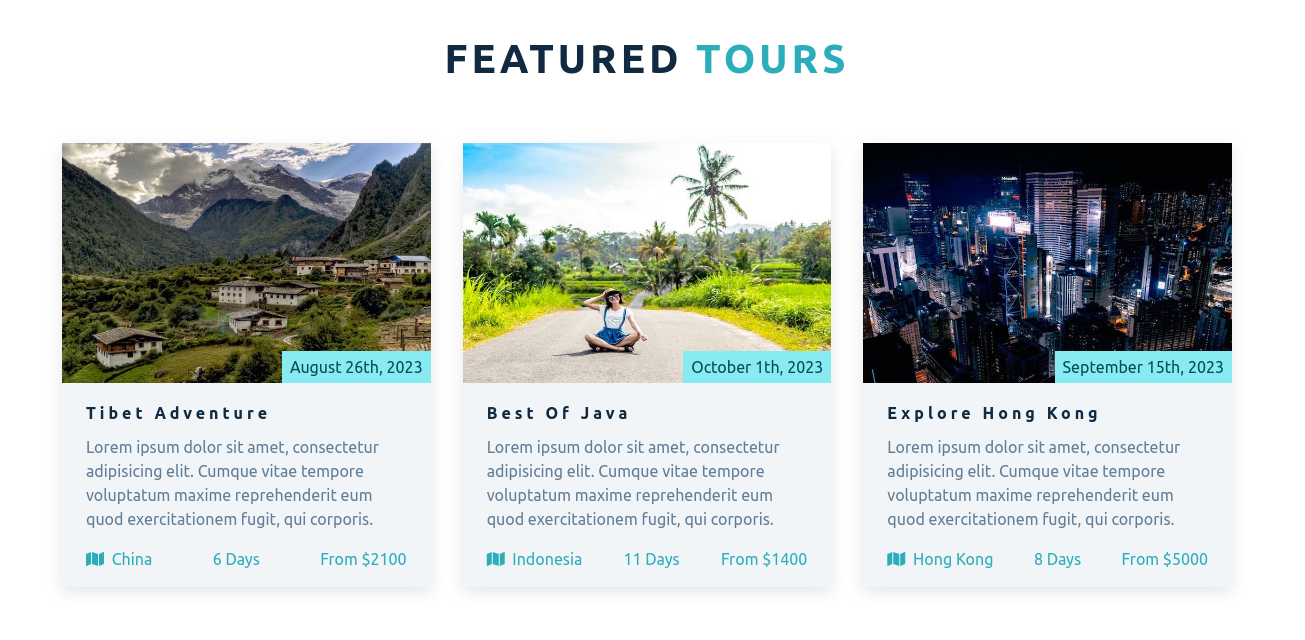 FEATURED TOURS
August 26th, 2023
Tibet Adventure
Lorem ipsum dolor sit amet, consectetur
adipisicing elit. Cumque vitae tempore
voluptatum maxime reprehenderit eum
quod exercitationem fugit, qui corporis.
China 6 Days From $2100
October 1th, 2023
Best Of Java
Lorem ipsum dolor sit amet, consectetur
adipisicing elit. Cumque vitae tempore
voluptatum maxime reprehenderit eum
quod exercitationem fugit, qui corporis.
Indonesia 11 Days From $1400
September 15th, 2023
Explore Hong Kong
Lorem ipsum dolor sit amet, consectetur
adipisicing elit. Cumque vitae tempore
voluptatum maxime reprehenderit eum
quod exercitationem fugit, qui corporis.
Hong Kong 8 Days From $5000